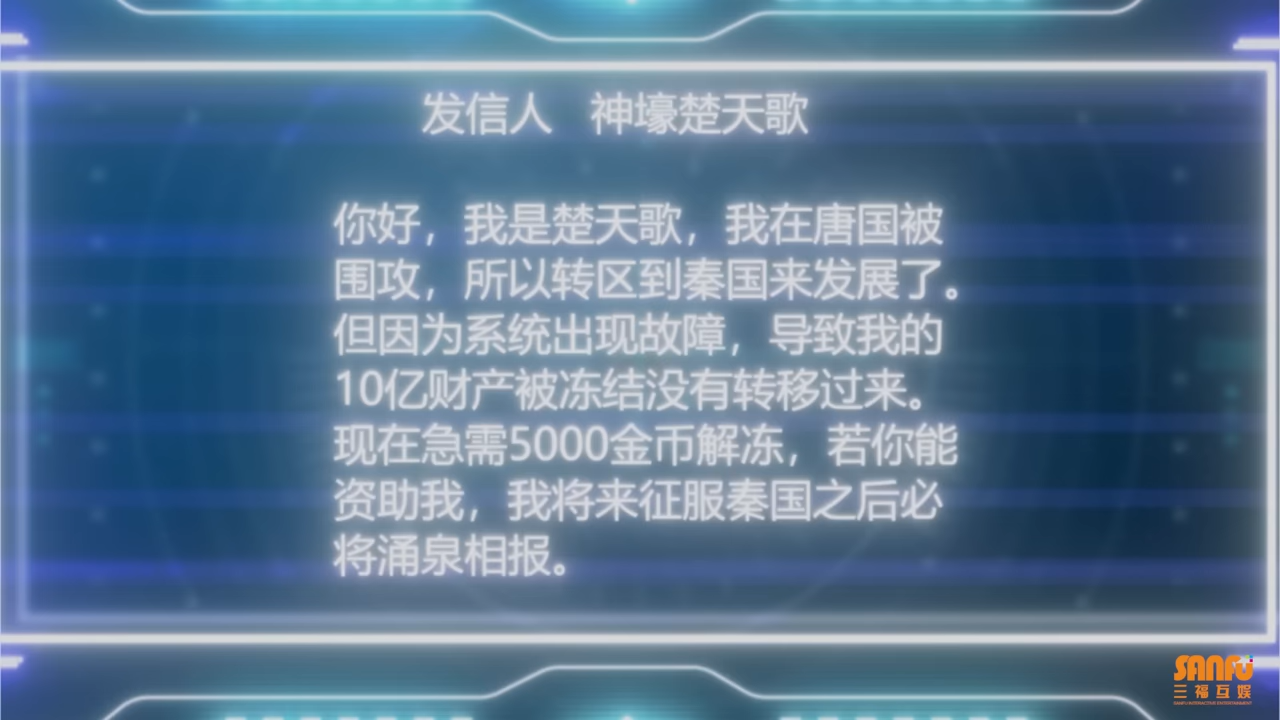 发信人 神壕楚天歌
你好，我是楚天歌，我在唐国被
围攻，所以转区到秦国来发展了。
但因为系统出现故障，导致我的
10亿财产被冻结没有转移过来。
现在急需5000金币解冻，若你能
资助我，我将来征服秦国之后必
将涌泉相报。
SANFU
三福互娱
SANFU INTERACTIVE ENTERTAINMENT